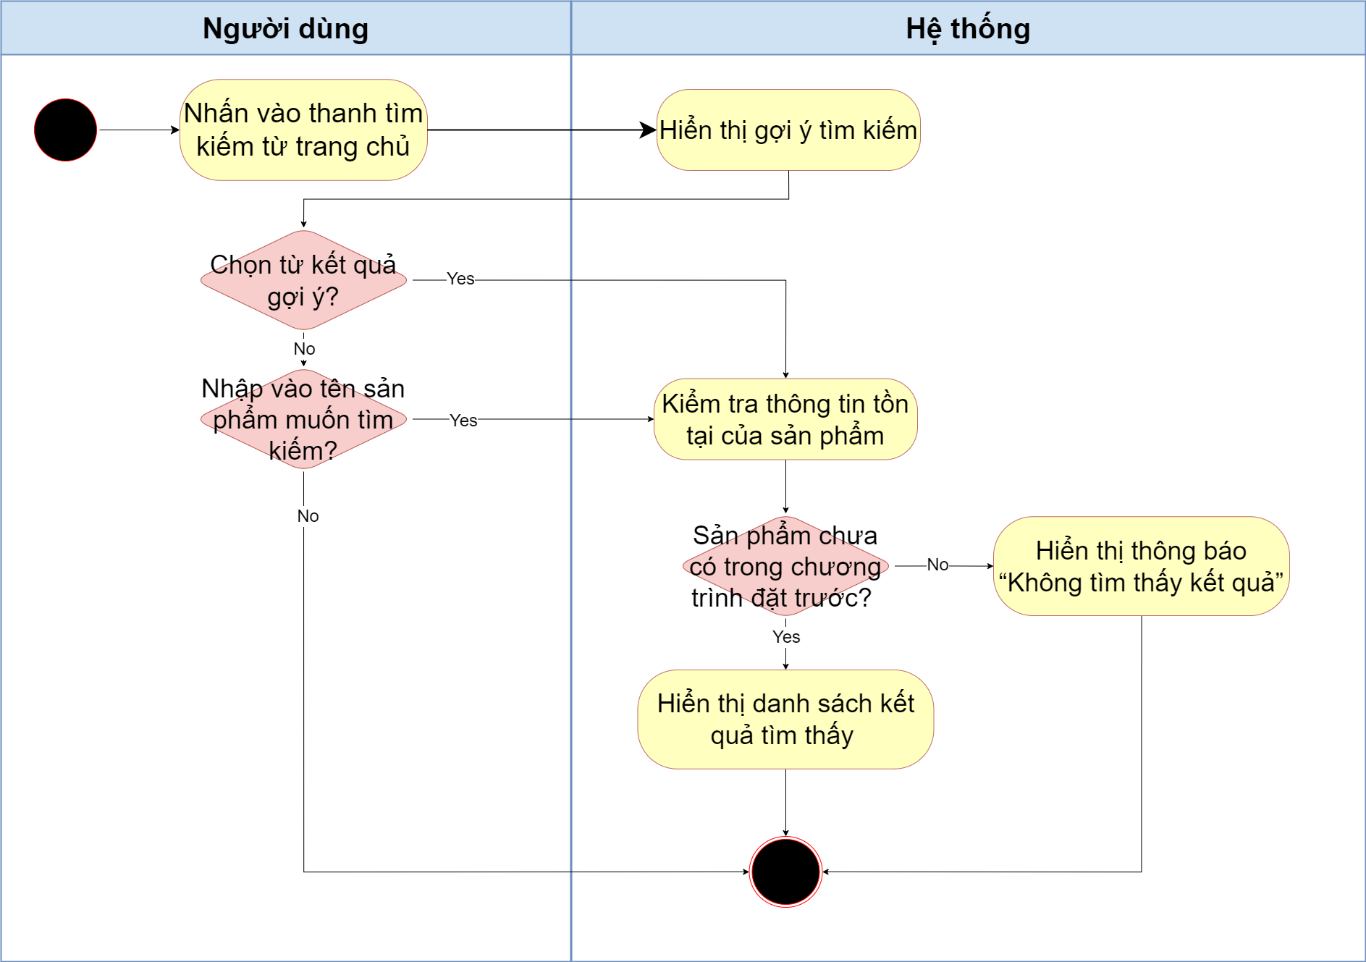 Người dùng
Hệ thống
Nhấn vào thanh tìm
kiếm từ trang chủ
Hiển thị gợi ý tìm kiếm
Chọn từ kết quả
gợi ý?
Yes
No
Nhập vào tên sản
phẩm muốn tìm
kiếm?
Yes
Kiểm tra thông tin tồn
tại của sản phẩm
No
Sản phẩm chưa
có trong chương
trình đặt trước?
No
Hiển thị thông báo
“Không tìm thấy kết quả”
Yes
Hiển thị danh sách kết
quả tìm thấy